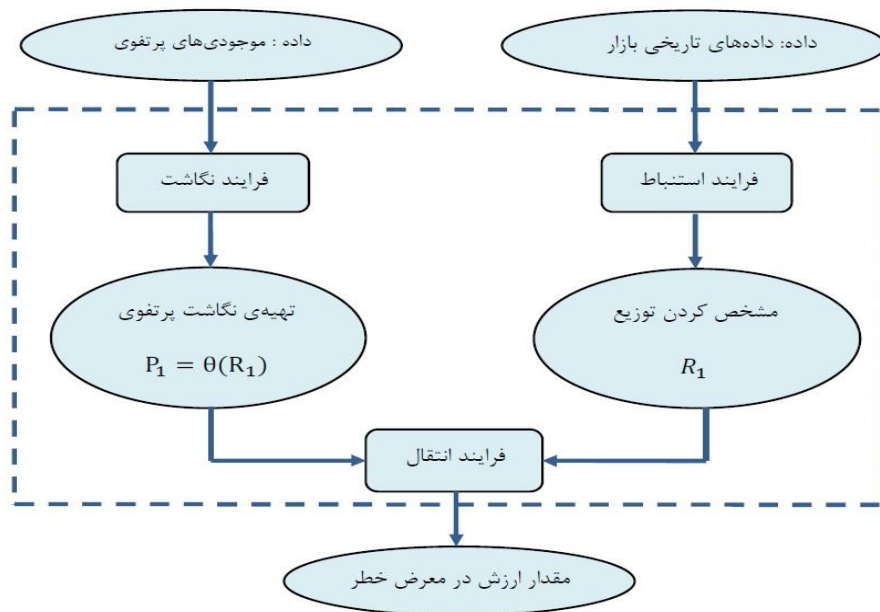 داده: داده‌های تاریخی بازار
داده : موجودی‌های پرتفوی
فرایند استنباط
فرایند نگاشت
مشخص کردن توزیع
R₁
تهیه‌ی نگاشت پرتفوی
P₁ = θ(R₁)
فرایند انتقال
مقدار ارزش در معرض خطر